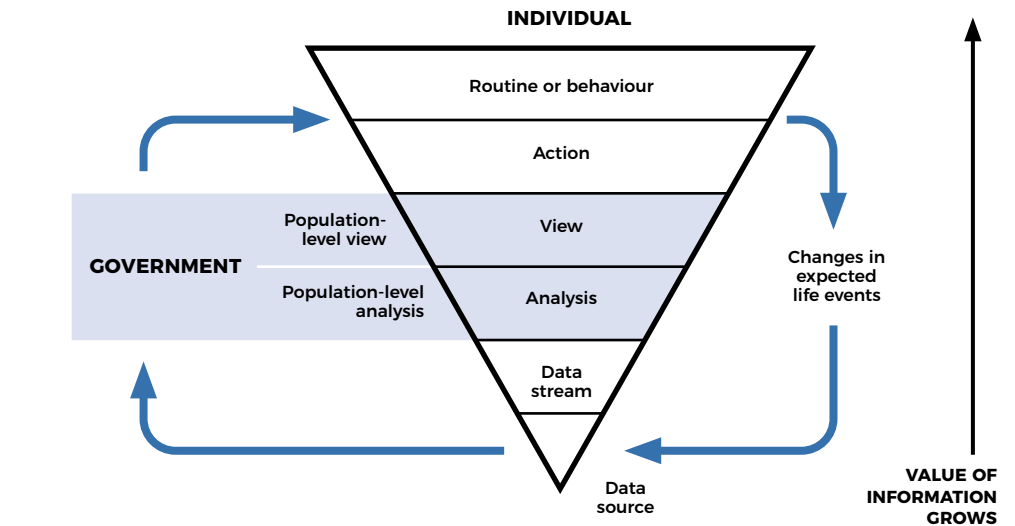 INDIVIDUAL
Routine or behaviour
Action
Population-
level view
View
GOVERNMENT
Population-level
analysis
Analysis
Changes in
expected
life events
Data
stream
Data
source
VALUE OF
INFORMATION
GROWS